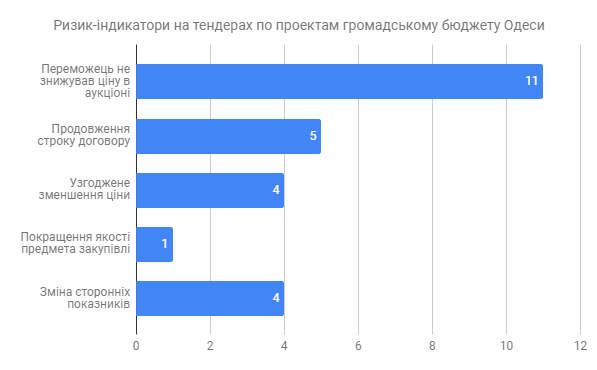 Ризик-індикатори на тендерах по проектам громадському бюджету Одеси
Переможець не
знижував ціну в
аукціоні
11
Продовження
строку договору
5
Узгоджене
зменшення ціни
4
Покращення якості
предмета закупівлі
1
Зміна сторонніх
показників
4
0 2 4 6 8 10 12